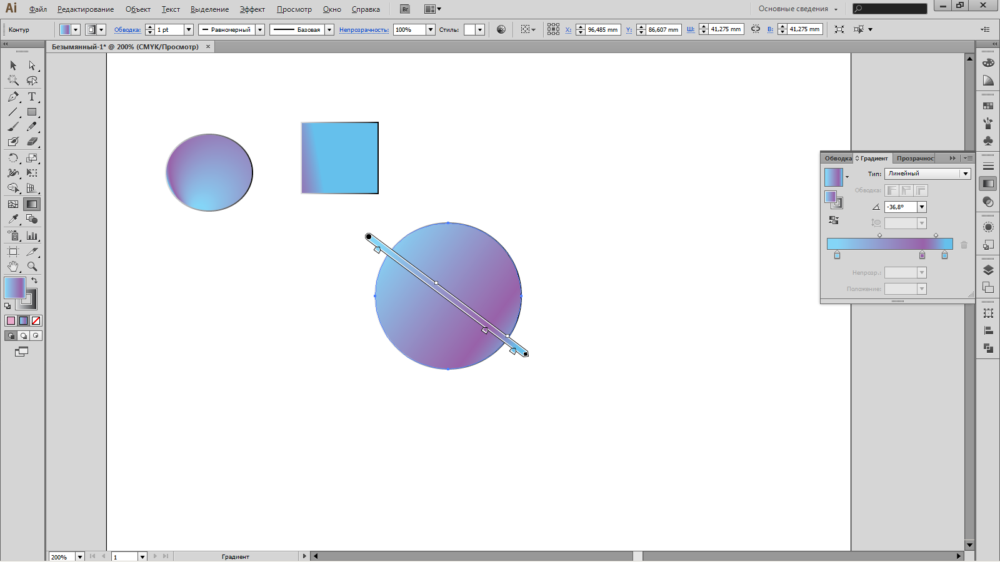 Ai Файл Редактирование Объект Текст Выделение Эффект Просмотр Окно Справка Br Основные сведения
Контур Обводка: 1 pt Равномерный Базовая Непрозрачность: 100% Стиль: X: 96,485 mm Y: 86,607 mm Ш: 41,275 mm В: 41,275 mm
Безымянный-1* @ 200% (CMYK/Просмотр) ×
T
Обводка Градиент Прозрачност
Тип: Линейный
Обводка:
-36,8°
Непрозр.:
Положение:
200% 1 Градиент